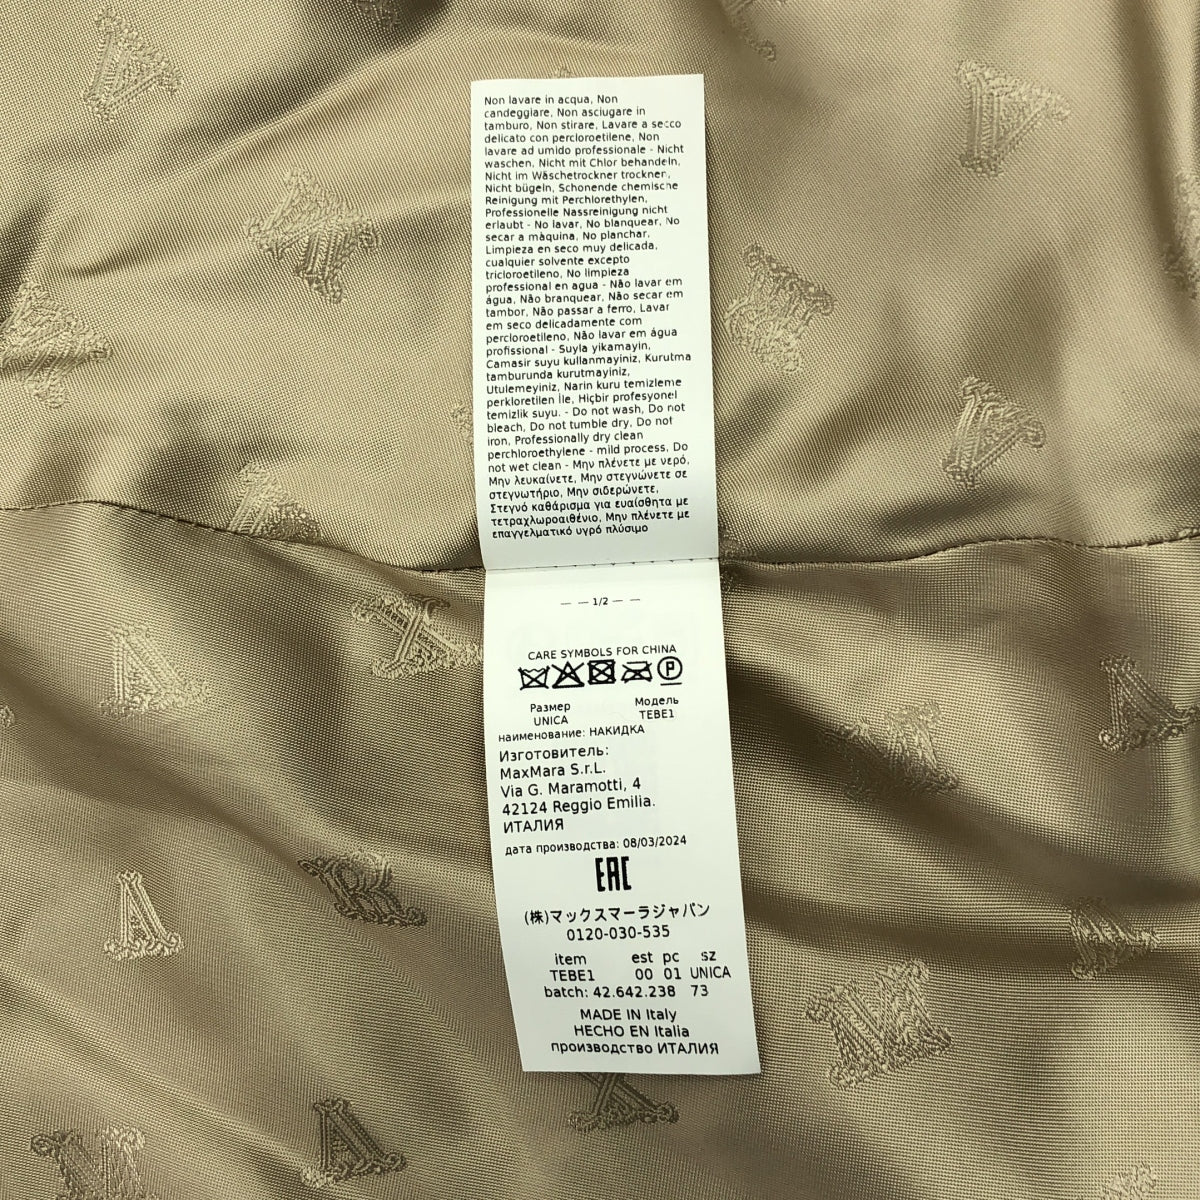 Non lavare in acqua, Non
candeggiare, Non asciugare in
tamburo, Non stirare, Lavare a secco
delicato con percloroetilene, Non
lavare ad umido professionale - Nicht
waschen, Nicht mit Chlor behandeln,
Nicht im Wäschetrockner trockner,
Nicht bügeln, Schonende chemische
Reinigung mit Perchlorethylen,
Professionelle Nassreinigung nicht
erlaubt - No lavar, No blanquear, No
secar a màquina, No planchar,
Limpieza en seco muy delicada,
cualquier solvente excepto
tricloroetileno, No limpieza
professional en agua - Não lavar em
água, Não branquear, Não secar em
tambor, Não passar a ferro, Lavar
em seco delicadamente com
percloroetileno, Não lavar em água
profissional - Suyla yikamayin,
Camasir suyu kullanmayiniz, Kurutma
tamburunda kurutmayiniz,
Utulemeyiniz, Narin kuru temizleme
perkloretilen İle, Hiçbir profesyonel
temizlik suyu. - Do not wash, Do not
bleach, Do not tumble dry, Do not
iron, Professionally dry clean
perchloroethylene - mild process, Do
not wet clean - Μην πλένετε με νερό,
Μην λευκαίνετε, Μην στεγνώνετε σε
στεγνωτήριο, Μην σιδερώνετε,
Στεγνό καθάρισμα για ευαίσθητα με
τετραχλωροαιθένιο, Μην πλένετε με
επαγγελματικό υγρό πλύσιμο
— — 1/2 — —
CARE SYMBOLS FOR CHINA
P
Размер Модель
UNICA TEBE1
наименование: НАКИДКА
Изготовитель:
MaxMara S.r.L.
Via G. Maramotti, 4
42124 Reggio Emilia.
ИТАЛИЯ
дата производства: 08/03/2024
EAC
(株)マックスマーラジャパン
0120-030-535
item est pc sz
TEBE1 00 01 UNICA
batch: 42.642.238 73
MADE IN Italy
HECHO EN Italia
производство ИТАЛИЯ